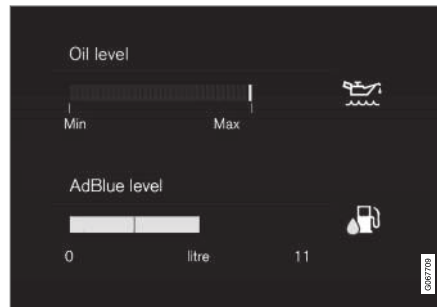 Oil level
Min Max
AdBlue level
0 litre 11
G067709